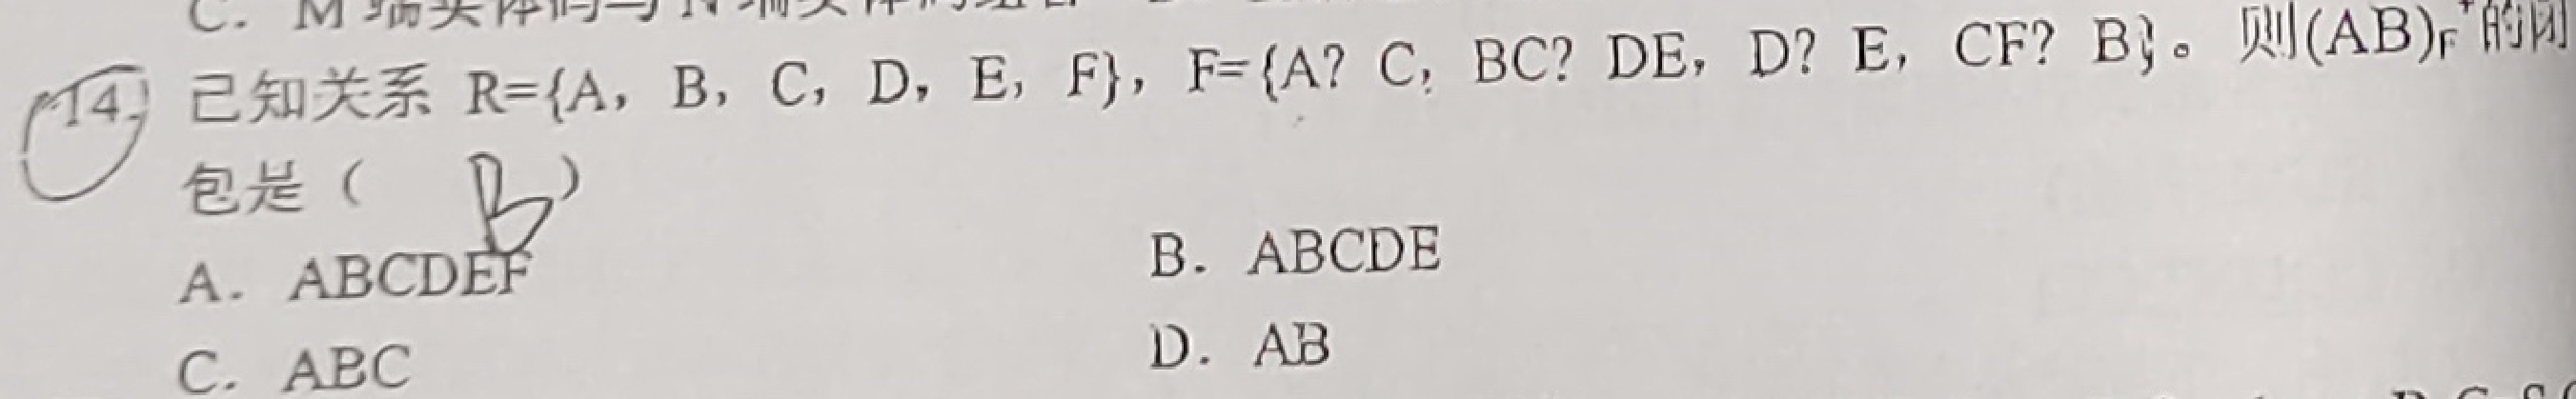 C. M
14. 已知关系 R={A, B, C, D, E, F}, F={A? C, BC? DE, D? E, CF? B}。则(AB)F+的闭
包是( B )
A. ABCDEF
B. ABCDE
C. ABC
D. AB